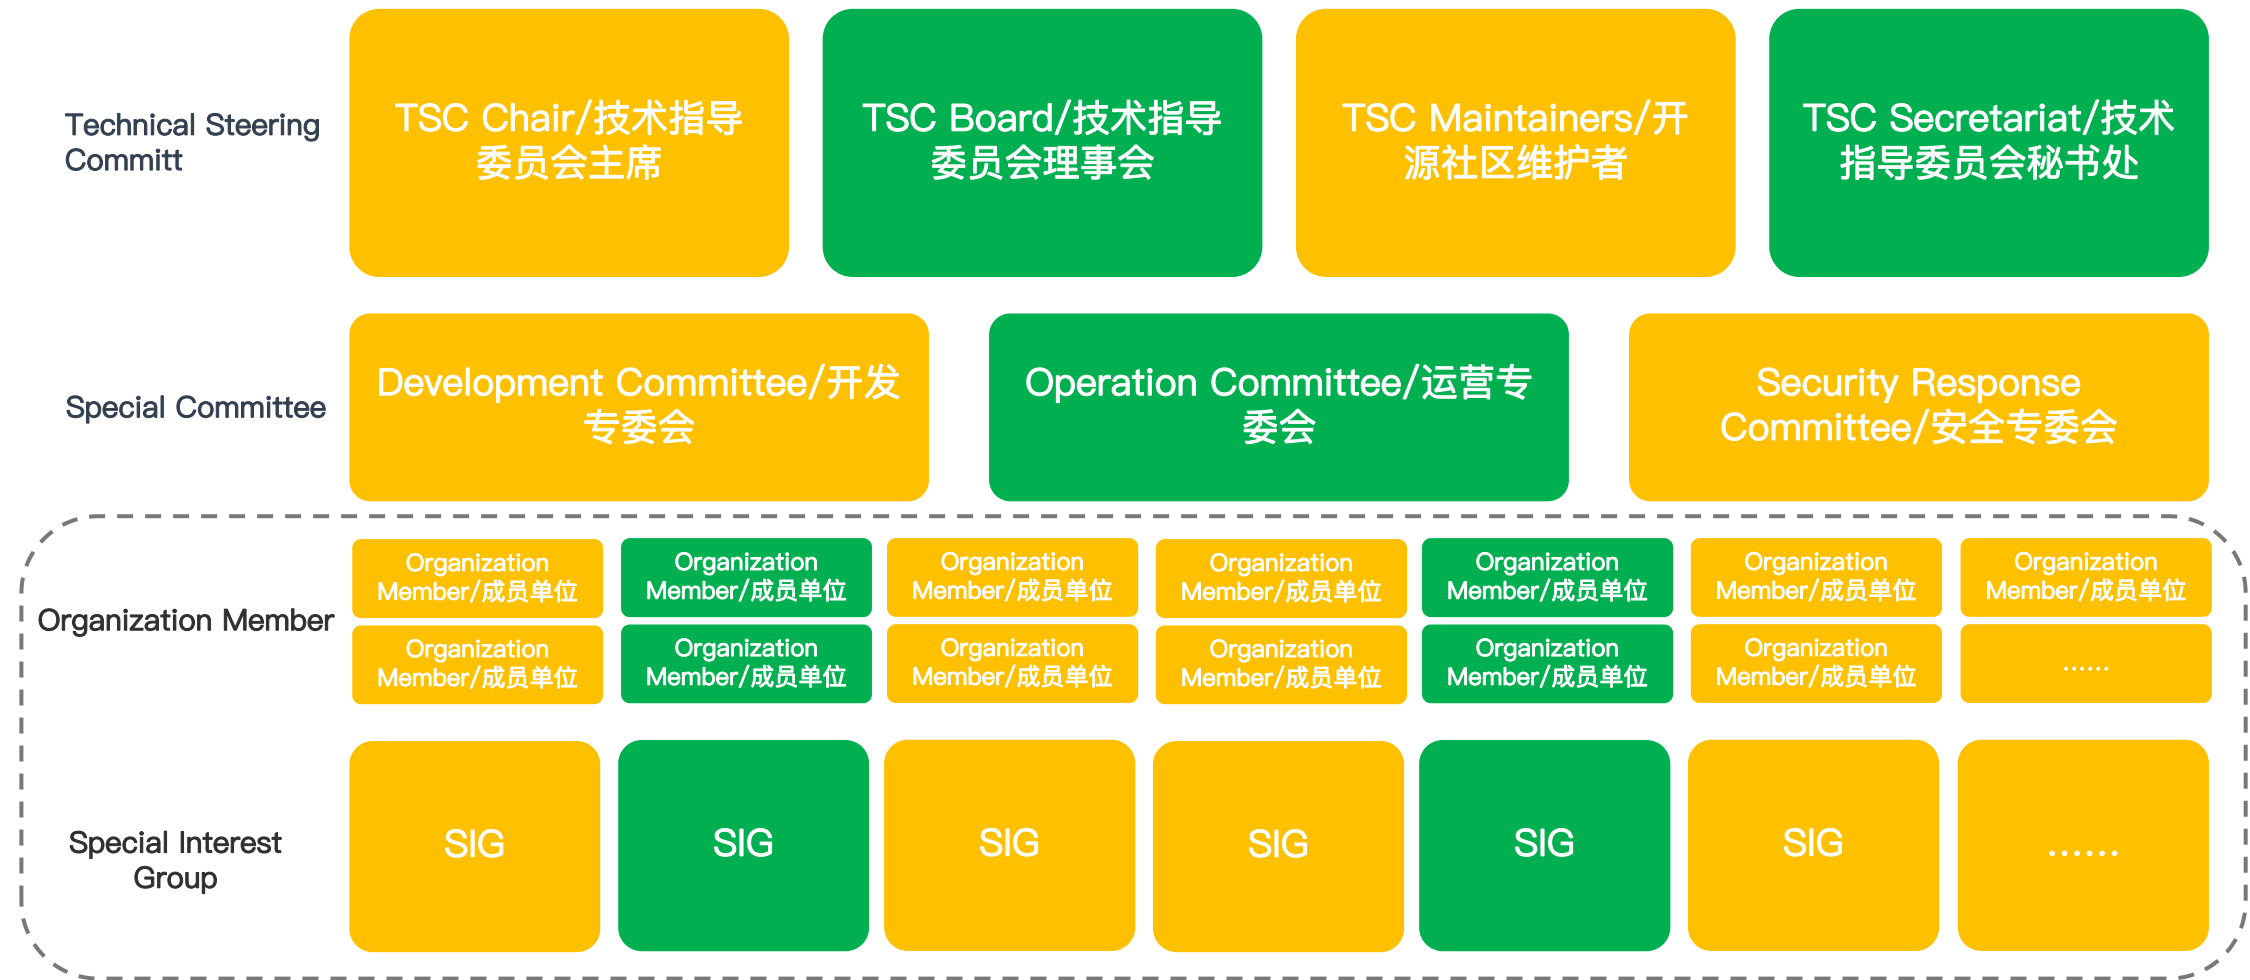 Technical Steering
Committ
TSC Chair/技术指导
委员会主席
TSC Board/技术指导
委员会理事会
TSC Maintainers/开
源社区维护者
TSC Secretariat/技术
指导委员会秘书处
Special Committee
Development Committee/开发
专委会
Operation Committee/运营专
委会
Security Response
Committee/安全专委会
Organization Member
Organization
Member/成员单位
Organization
Member/成员单位
Organization
Member/成员单位
Organization
Member/成员单位
Organization
Member/成员单位
Organization
Member/成员单位
Organization
Member/成员单位
Organization
Member/成员单位
Organization
Member/成员单位
Organization
Member/成员单位
Organization
Member/成员单位
Organization
Member/成员单位
Organization
Member/成员单位
......
Special Interest
Group
SIG
SIG
SIG
SIG
SIG
SIG
......